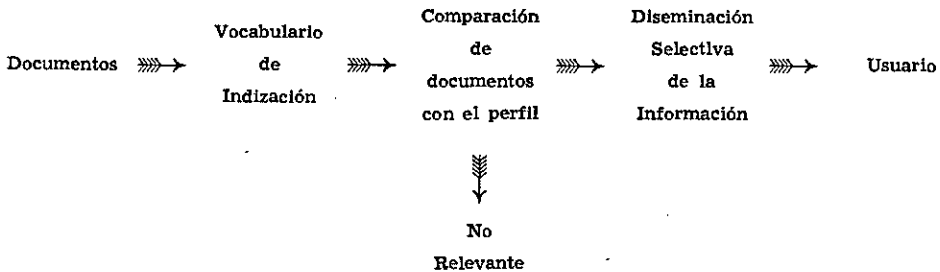 Documentos
Vocabulario
de
Indización
Comparación
de
documentos
con el perfil
Diseminación
Selectiva
de la
Información
Usuario
No
Relevante